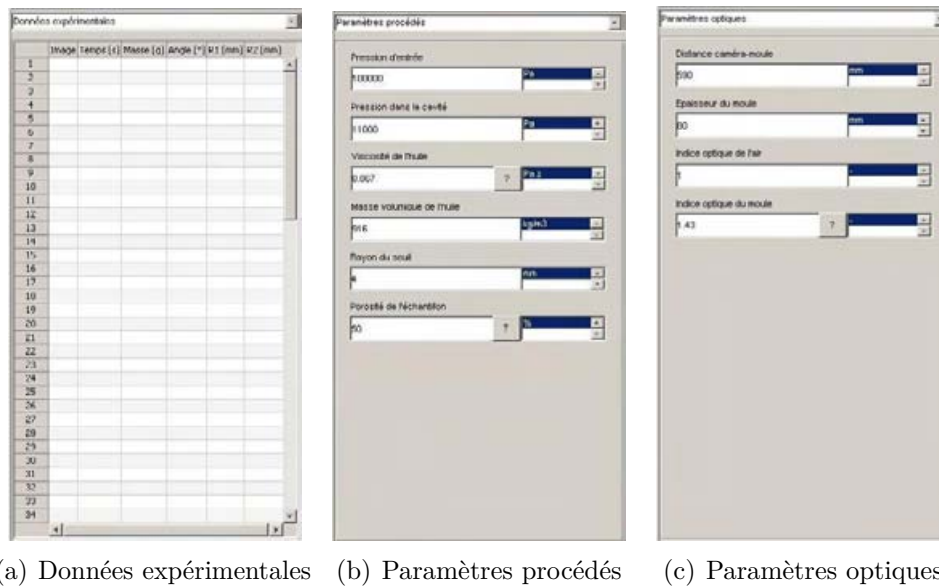 Données expérimentales
Image Temps (s) Masse (g) Angle (°) R1 (mm) R2 (mm)
1
2
3
4
5
6
7
8
9
10
11
12
13
14
15
16
17
18
19
20
21
22
23
24
25
26
27
28
29
30
31
32
33
34
(a) Données expérimentales
Paramètres procédés
Pression d'entrée
100000 Pa
Pression dans la cavité
11000 Pa
Viscosité de l'huile
0.067 ? Pa.s
Masse volumique de l'huile
916 kg/m3
Rayon du seuil
mm
Porosité de l'échantillon
50 ? %
(b) Paramètres procédés
Paramètres optiques
Distance caméra-moule
590 mm
Epaisseur du moule
80 mm
Indice optique de l'air
1 -
Indice optique du moule
1.43 ? -
(c) Paramètres optiques